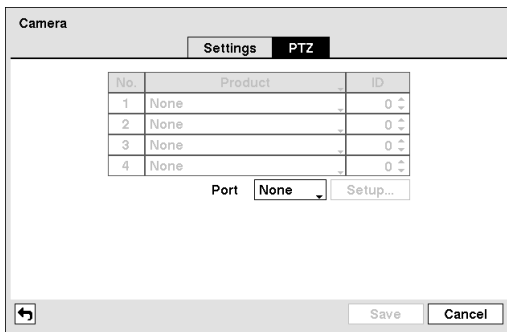 Camera
Settings PTZ
No. Product ID
1 None 0
2 None 0
3 None 0
4 None 0
Port None Setup...
Save Cancel